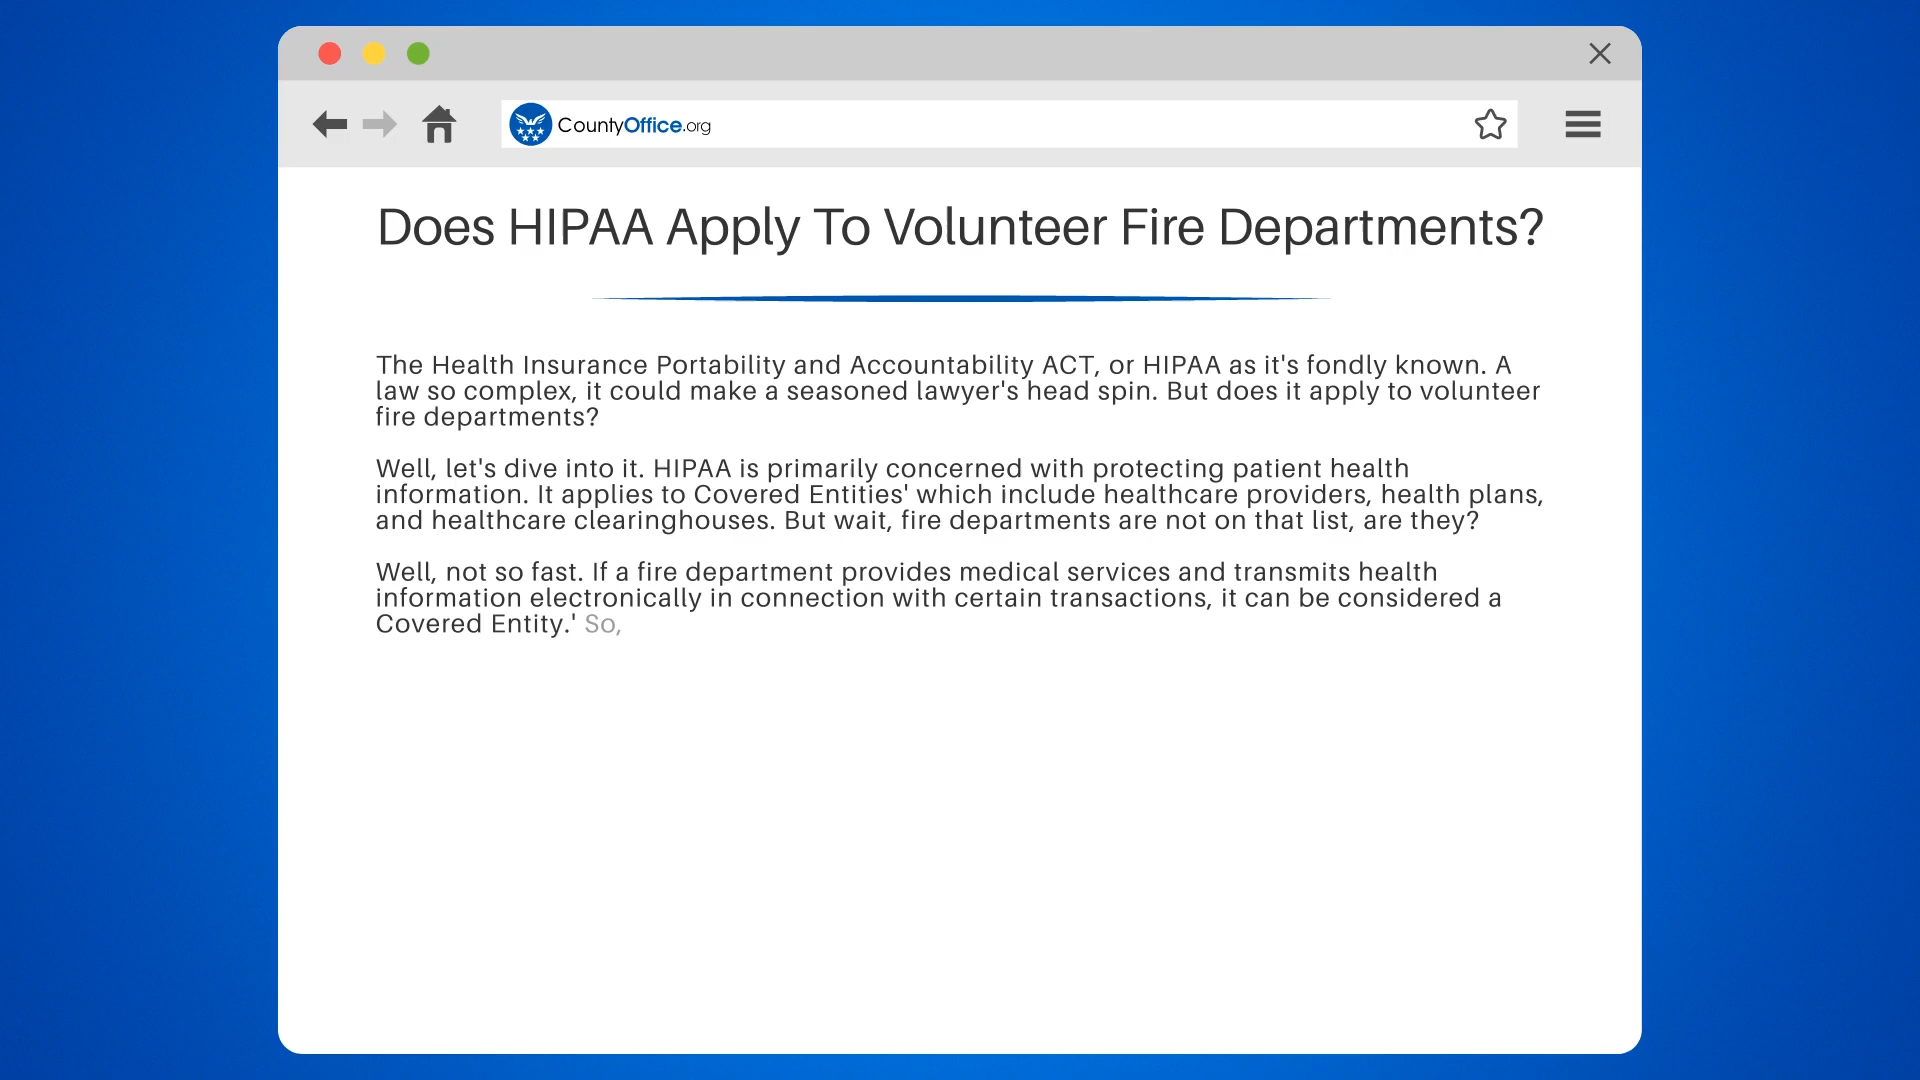 CountyOffice.org
Does HIPAA Apply To Volunteer Fire Departments?
The Health Insurance Portability and Accountability ACT, or HIPAA as it's fondly known. A
law so complex, it could make a seasoned lawyer's head spin. But does it apply to volunteer
fire departments?
Well, let's dive into it. HIPAA is primarily concerned with protecting patient health
information. It applies to Covered Entities' which include healthcare providers, health plans,
and healthcare clearinghouses. But wait, fire departments are not on that list, are they?
Well, not so fast. If a fire department provides medical services and transmits health
information electronically in connection with certain transactions, it can be considered a
Covered Entity.' So,